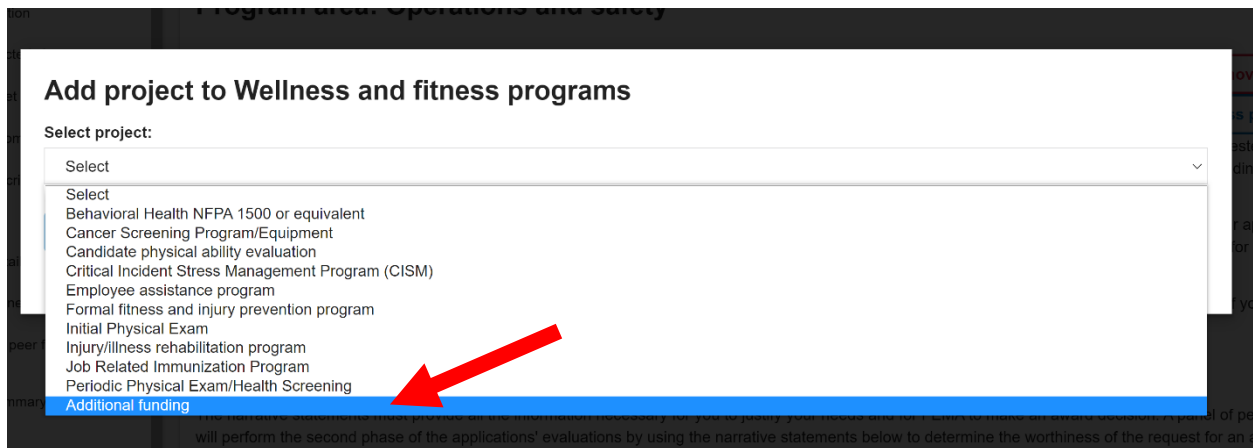 Program area: Operations and safety
Add project to Wellness and fitness programs
Select project:
Select
Select
Behavioral Health NFPA 1500 or equivalent
Cancer Screening Program/Equipment
Candidate physical ability evaluation
Critical Incident Stress Management Program (CISM)
Employee assistance program
Formal fitness and injury prevention program
Initial Physical Exam
Injury/illness rehabilitation program
Job Related Immunization Program
Periodic Physical Exam/Health Screening
Additional funding
will perform the second phase of the applications' evaluations by using the narrative statements below to determine the worthiness of the request for an